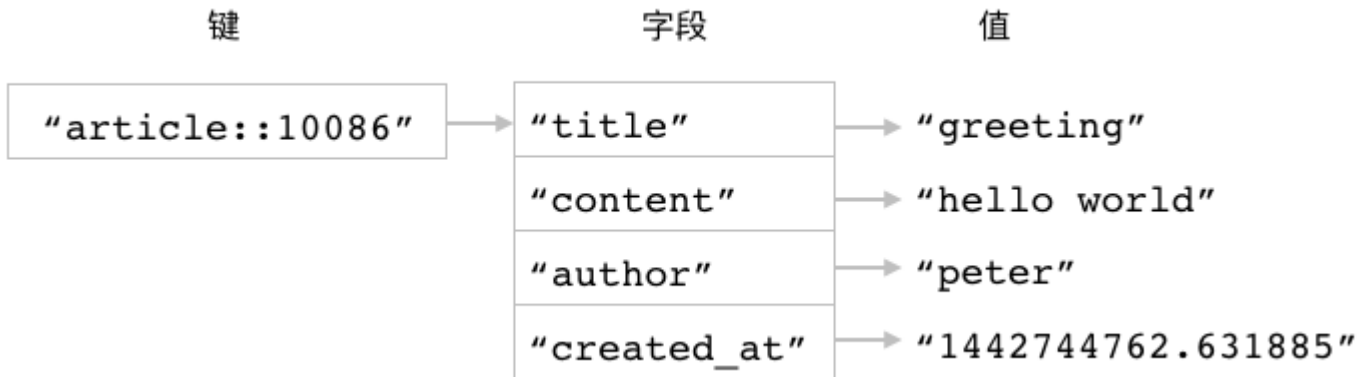 键 字段 值
“article::10086” “title” “greeting”
“content” “hello world”
“author” “peter”
“created_at” “1442744762.631885”